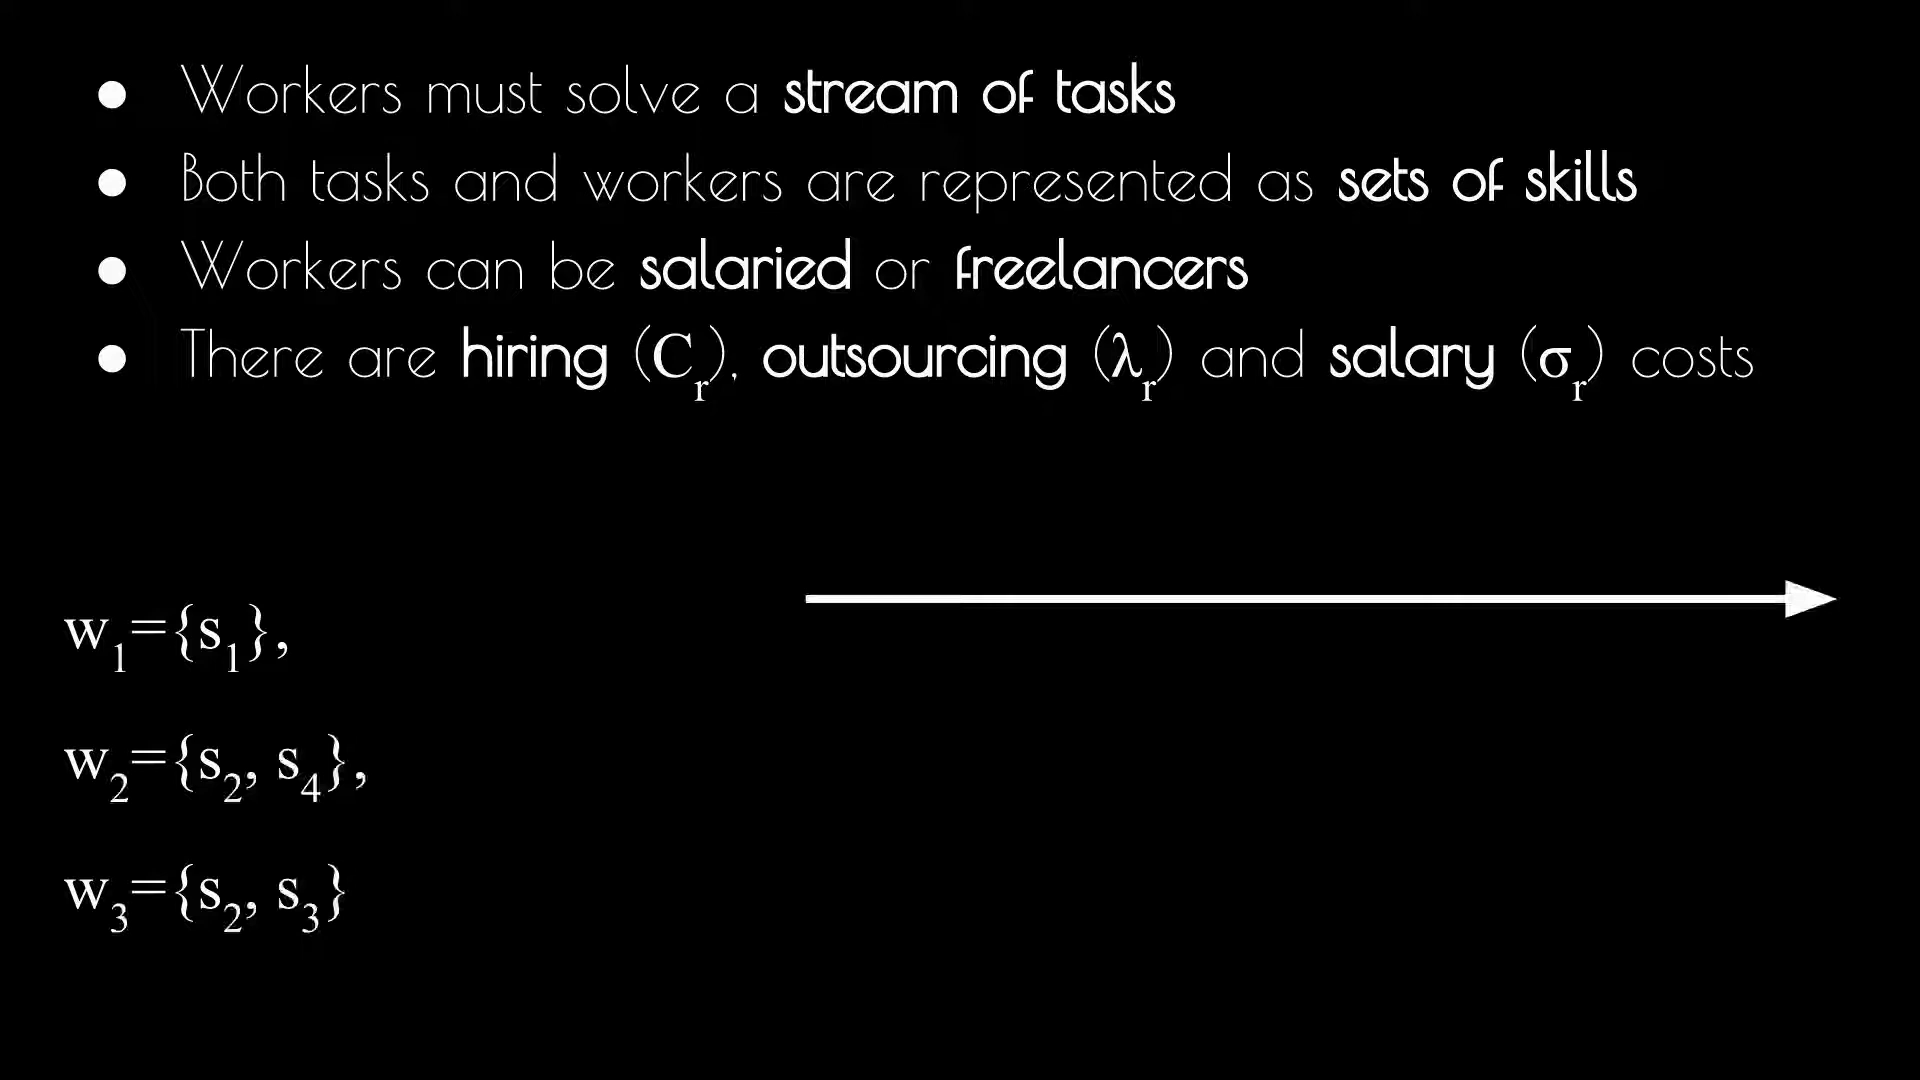 ● Workers must solve a stream of tasks
● Both tasks and workers are represented as sets of skills
● Workers can be salaried or freelancers
● There are hiring (Cᵣ), outsourcing (λᵣ) and salary (σᵣ) costs
w₁={s₁},
w₂={s₂, s₄},
w₃={s₂, s₃}